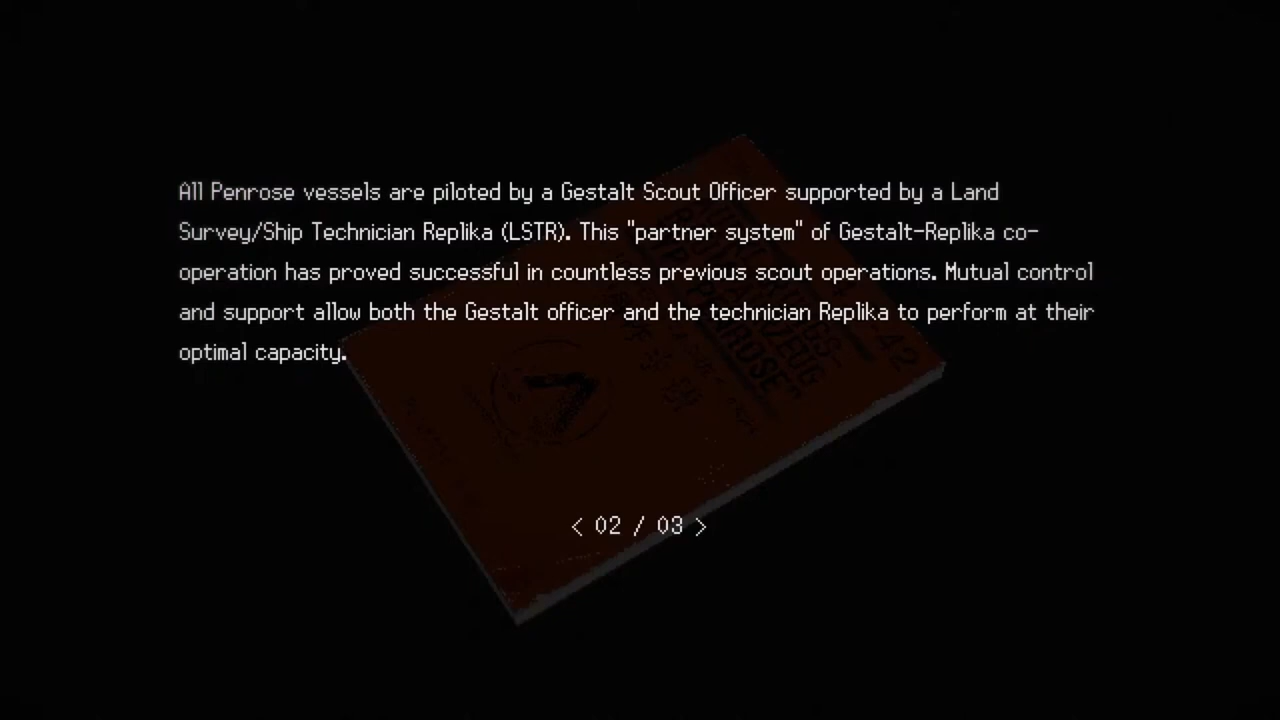 All Penrose vessels are piloted by a Gestalt Scout Officer supported by a Land
Survey/Ship Technician Replika (LSTR). This "partner system" of Gestalt-Replika co-
operation has proved successful in countless previous scout operations. Mutual control
and support allow both the Gestalt officer and the technician Replika to perform at their
optimal capacity.
< 02 / 03 >